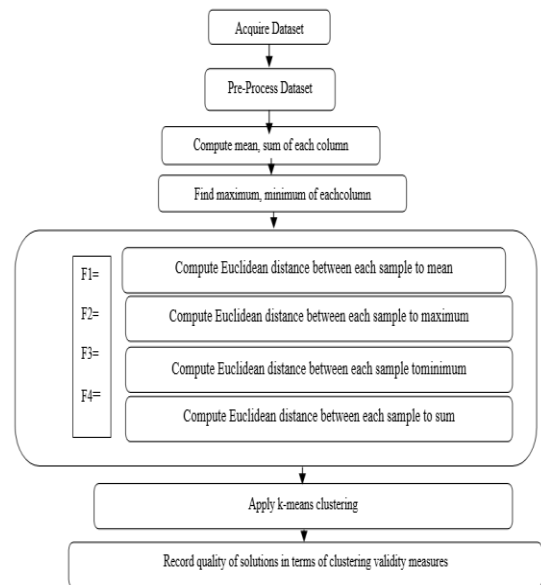 Acquire Dataset
Pre-Process Dataset
Compute mean, sum of each column
Find maximum, minimum of eachcolumn
F1= Compute Euclidean distance between each sample to mean
F2= Compute Euclidean distance between each sample to maximum
F3= Compute Euclidean distance between each sample tominimum
F4= Compute Euclidean distance between each sample to sum
Apply k-means clustering
Record quality of solutions in terms of clustering validity measures